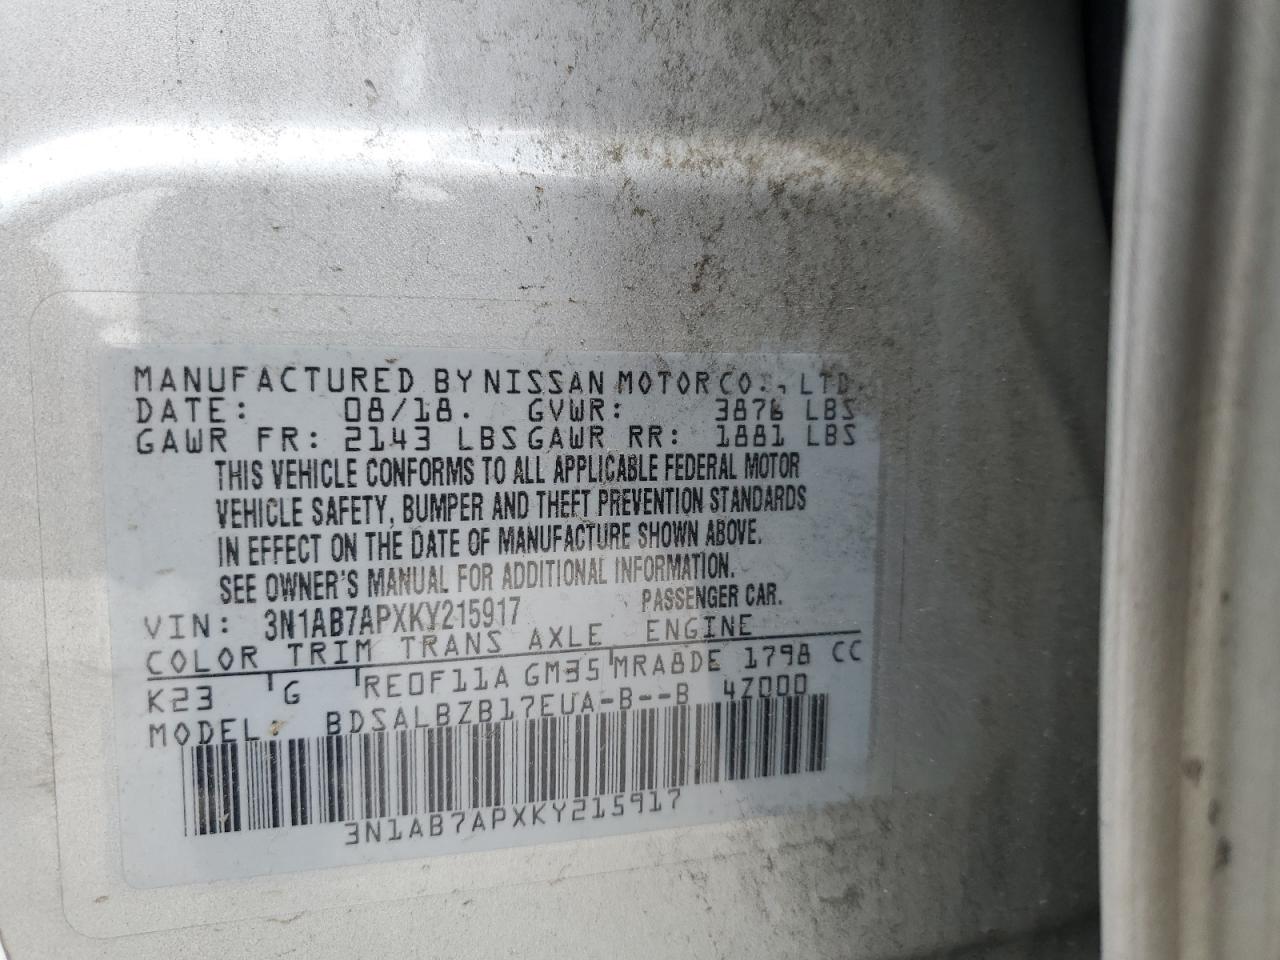 MANUFACTURED BY NISSAN MOTOR CO., LTD.
DATE: 08/18. GVWR: 3876 LBS
GAWR FR: 2143 LBS GAWR RR: 1881 LBS
THIS VEHICLE CONFORMS TO ALL APPLICABLE FEDERAL MOTOR
VEHICLE SAFETY, BUMPER AND THEFT PREVENTION STANDARDS
IN EFFECT ON THE DATE OF MANUFACTURE SHOWN ABOVE.
SEE OWNER'S MANUAL FOR ADDITIONAL INFORMATION.
VIN: 3N1AB7APXKY215917 PASSENGER CAR.
COLOR TRIM TRANS AXLE ENGINE
K23 G RE0F11A GM35 MRA8DE 1798 CC
MODEL: BDSALBZB17EUA-B--B 4Z000
3N1AB7APXKY215917